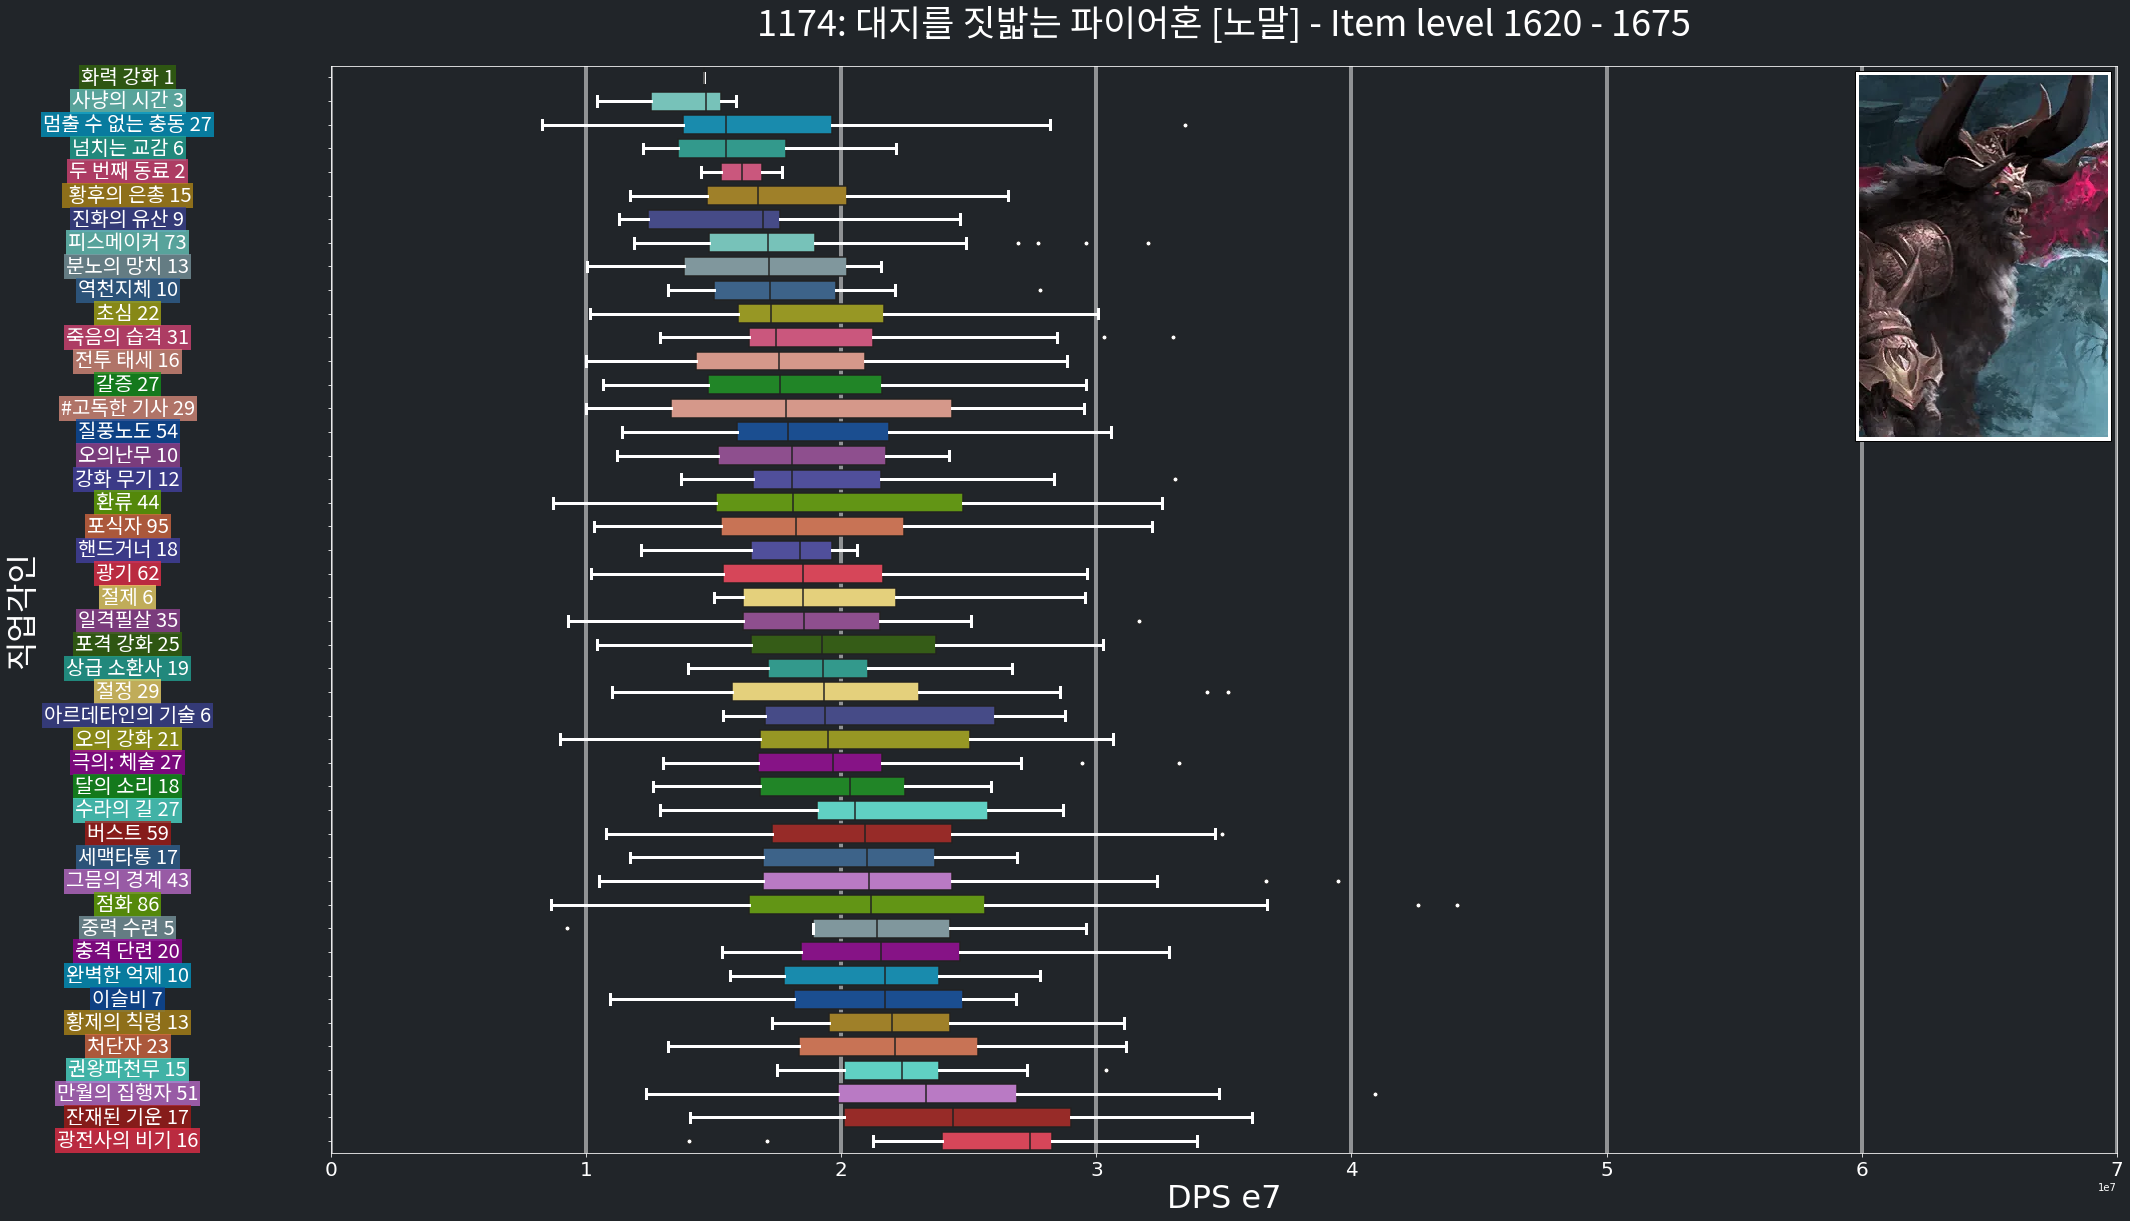 1174: 대지를 짓밟는 파이어혼 [노말] - Item level 1620 - 1675
화력 강화 1
사냥의 시간 3
멈출 수 없는 충동 27
넘치는 교감 6
두 번째 동료 2
황후의 은총 15
진화의 유산 9
피스메이커 73
분노의 망치 13
역천지체 10
초심 22
죽음의 습격 31
전투 태세 16
갈증 27
#고독한 기사 29
질풍노도 54
오의난무 10
강화 무기 12
환류 44
포식자 95
핸드거너 18
광기 62
절제 6
일격필살 35
포격 강화 25
상급 소환사 19
절정 29
아르데타인의 기술 6
오의 강화 21
극의: 체술 27
달의 소리 18
수라의 길 27
버스트 59
세맥타통 17
그믐의 경계 43
점화 86
중력 수련 5
충격 단련 20
완벽한 억제 10
이슬비 7
황제의 칙령 13
처단자 23
권왕파천무 15
만월의 집행자 51
잔재된 기운 17
광전사의 비기 16
직업각인
0 1 2 3 4 5 6 7
1e7
DPS e7